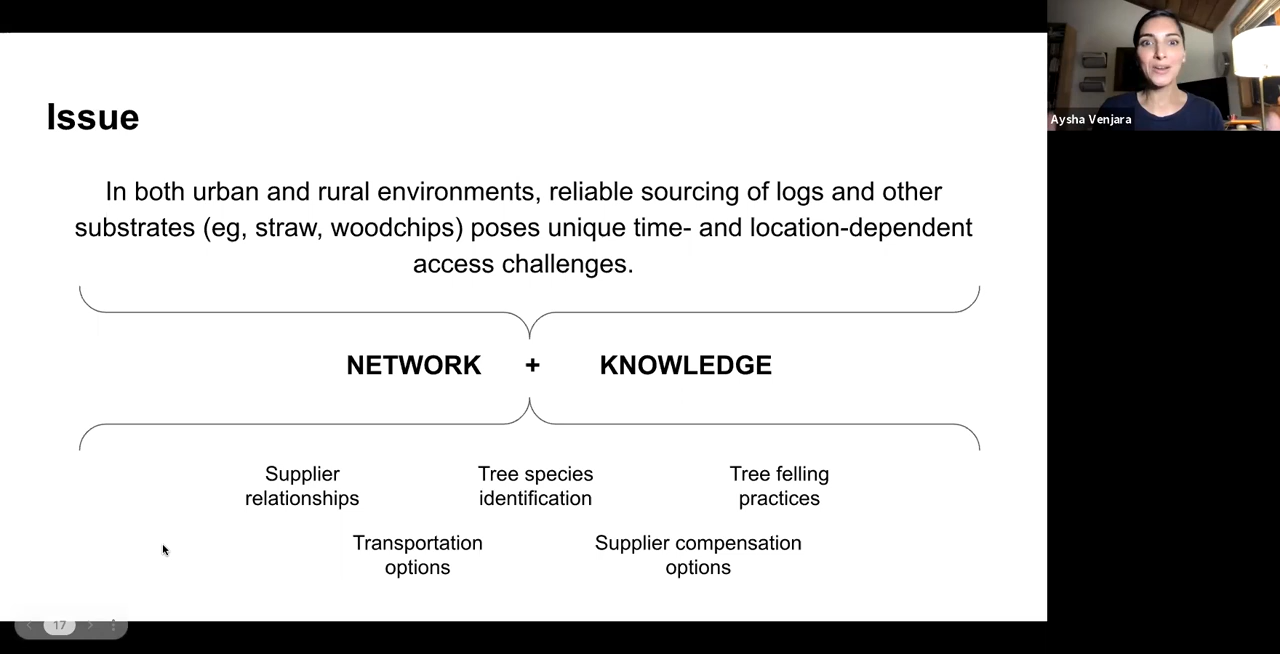 Issue
Aysha Venjara
In both urban and rural environments, reliable sourcing of logs and other
substrates (eg, straw, woodchips) poses unique time- and location-dependent
access challenges.
NETWORK + KNOWLEDGE
Supplier
relationships
Tree species
identification
Tree felling
practices
Transportation
options
Supplier compensation
options
17